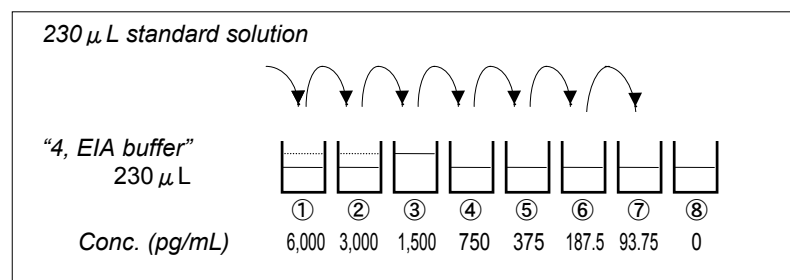 230 μL standard solution
“4, EIA buffer”
230 μL
① ② ③ ④ ⑤ ⑥ ⑦ ⑧
Conc. (pg/mL) 6,000 3,000 1,500 750 375 187.5 93.75 0